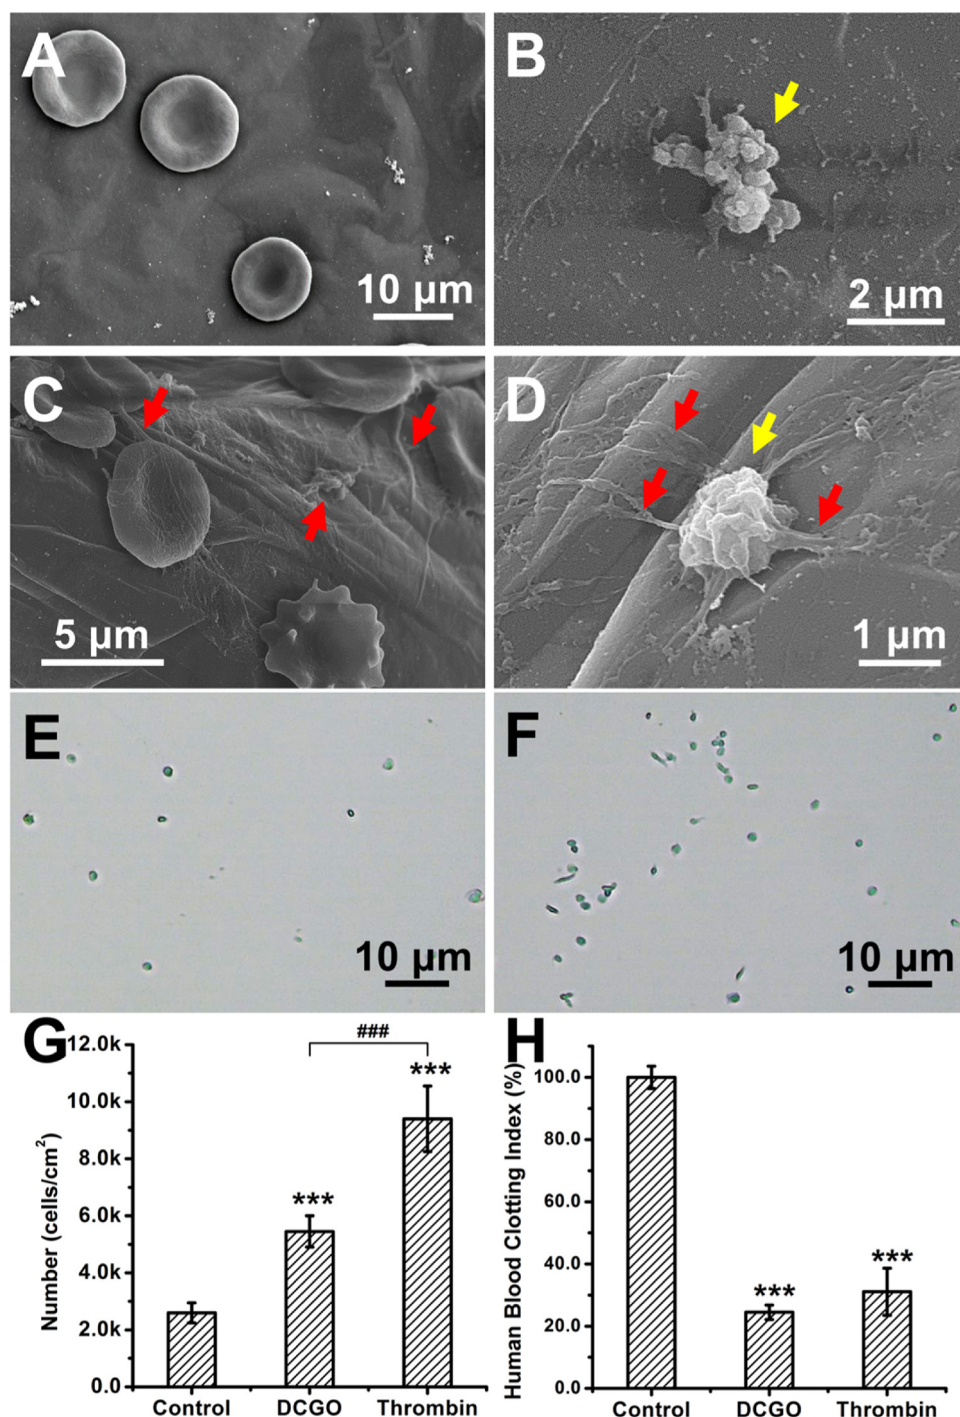 A
10 µm
B
2 µm
C
5 µm
D
1 µm
E
10 µm
F
10 µm
G
12.0k
10.0k
8.0k
6.0k
4.0k
2.0k
0.0
Number (cells/cm²)
###
***
***
Control DCGO Thrombin
H
100.0
80.0
60.0
40.0
20.0
0.0
Human Blood Clotting Index (%)
***
***
Control DCGO Thrombin